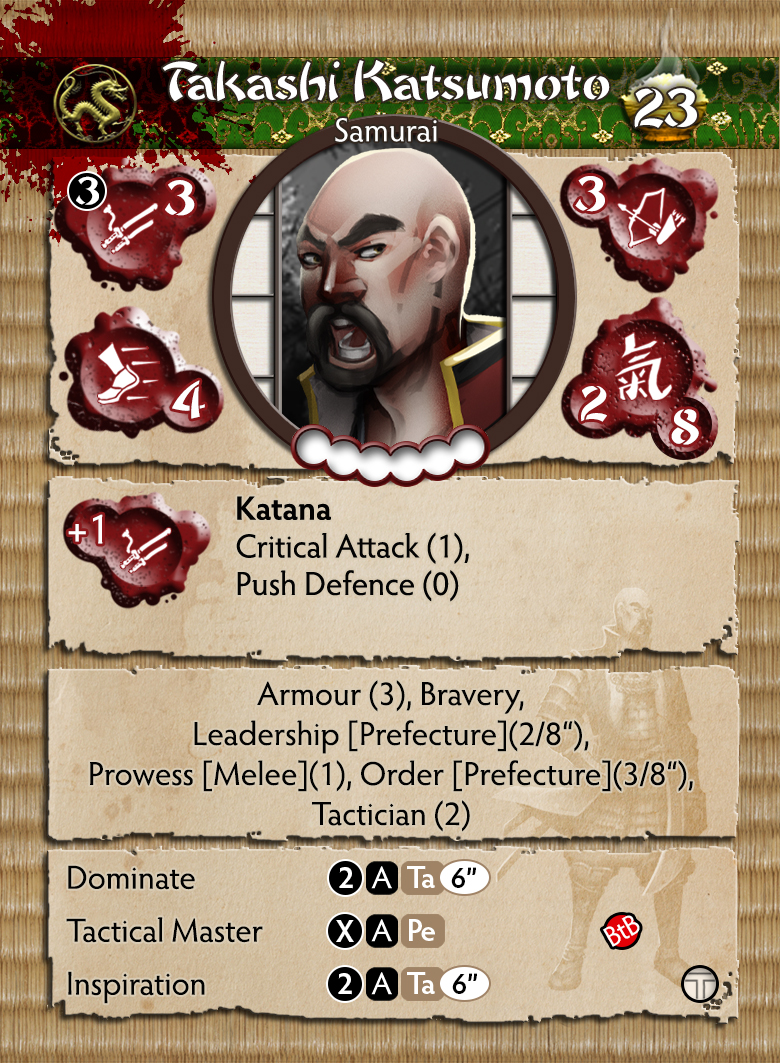 Takashi Katsumoto
23
Samurai
3 3
3
4
氣
2 8
+1
Katana
Critical Attack (1),
Push Defence (0)
Armour (3), Bravery,
Leadership [Prefecture](2/8“),
Prowess [Melee](1), Order [Prefecture](3/8“),
Tactician (2)
Dominate 2 A Ta 6”
Tactical Master X A Pe BtB
Inspiration 2 A Ta 6”
T